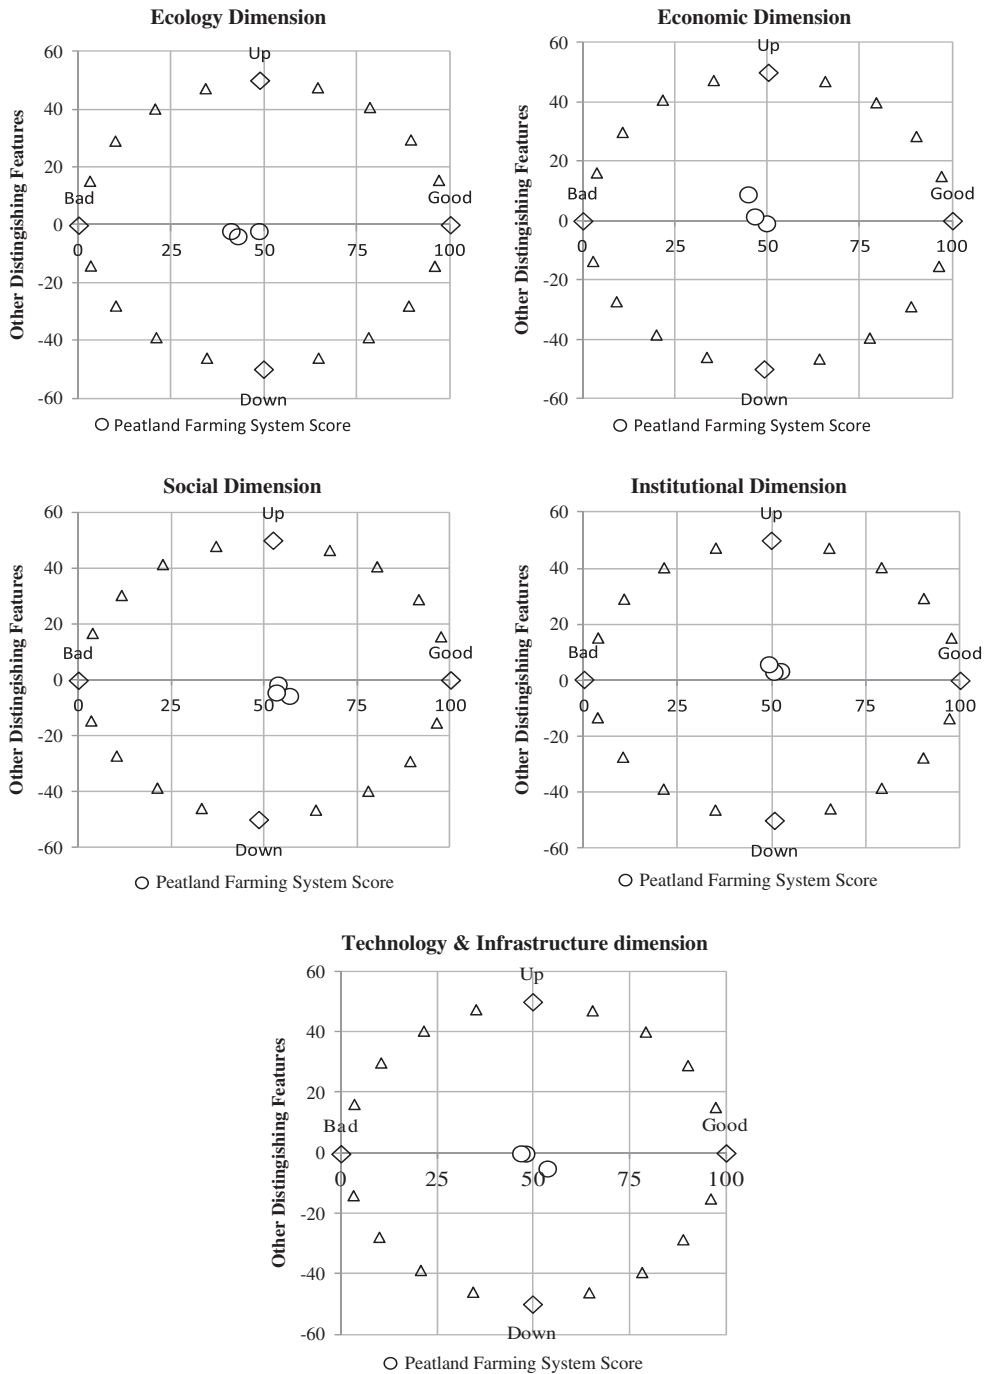 Ecology Dimension
Up
60
40
20
0
-20
-40
-60
Other Distingishing Features
Bad
Good
0 25 50 75 100
Down
Peatland Farming System Score
Economic Dimension
Up
60
40
20
0
-20
-40
-60
Other Distingishing Features
Bad
Good
0 25 50 75 100
Down
Peatland Farming System Score
Social Dimension
Up
60
40
20
0
-20
-40
-60
Other Distingishing Features
Bad
Good
0 25 50 75 100
Down
Peatland Farming System Score
Institutional Dimension
Up
60
40
20
0
-20
-40
-60
Other Distingishing Features
Bad
Good
0 25 50 75 100
Down
Peatland Farming System Score
Technology & Infrastructure dimension
Up
60
40
20
0
-20
-40
-60
Other Distingishing Features
Bad
Good
0 25 50 75 100
Down
Peatland Farming System Score